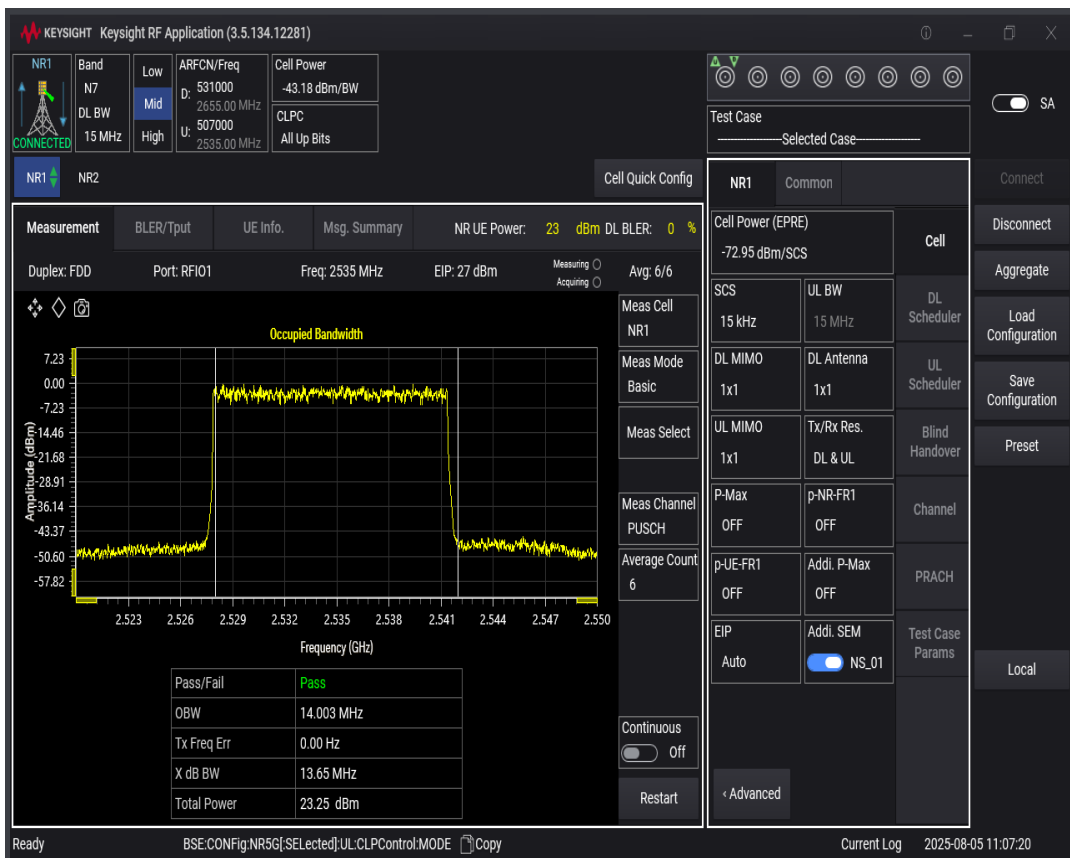 KEYSIGHT Keysight RF Application (3.5.134.12281)
NR1
CONNECTED
Band
N7
DL BW
15 MHz
Low
Mid
High
ARFCN/Freq
D: 531000
2655.00 MHz
U: 507000
2535.00 MHz
Cell Power
-43.18 dBm/BW
CLPC
All Up Bits
Test Case
-----Selected Case-----
SA
NR1
NR2
Cell Quick Config
Measurement
BLER/Tput
UE Info.
Msg. Summary
NR UE Power: 23 dBm DL BLER: 0 %
Duplex: FDD
Port: RFIO1
Freq: 2535 MHz
EIP: 27 dBm
Measuring
Acquiring
Avg: 6/6
Occupied Bandwidth
Amplitude (dBm)
7.23
0.00
-7.23
-14.46
-21.68
-28.91
-36.14
-43.37
-50.60
-57.82
2.523 2.526 2.529 2.532 2.535 2.538 2.541 2.544 2.547 2.550
Frequency (GHz)
Pass/Fail Pass
OBW 14.003 MHz
Tx Freq Err 0.00 Hz
X dB BW 13.65 MHz
Total Power 23.25 dBm
Meas Cell
NR1
Meas Mode
Basic
Meas Select
Meas Channel
PUSCH
Average Count
6
Continuous
Off
Restart
NR1
Common
Cell Power (EPRE)
-72.95 dBm/SCS
SCS
15 kHz
UL BW
15 MHz
DL MIMO
1x1
DL Antenna
1x1
UL MIMO
1x1
Tx/Rx Res.
DL & UL
P-Max
OFF
p-NR-FR1
OFF
p-UE-FR1
OFF
Addi. P-Max
OFF
EIP
Auto
Addi. SEM
NS_01
‹ Advanced
Cell
DL
Scheduler
UL
Scheduler
Blind
Handover
Channel
PRACH
Test Case
Params
Connect
Disconnect
Aggregate
Load
Configuration
Save
Configuration
Preset
Local
Ready
BSE:CONFig:NR5G[:SELected]:UL:CLPControl:MODE Copy
Current Log
2025-08-05 11:07:20